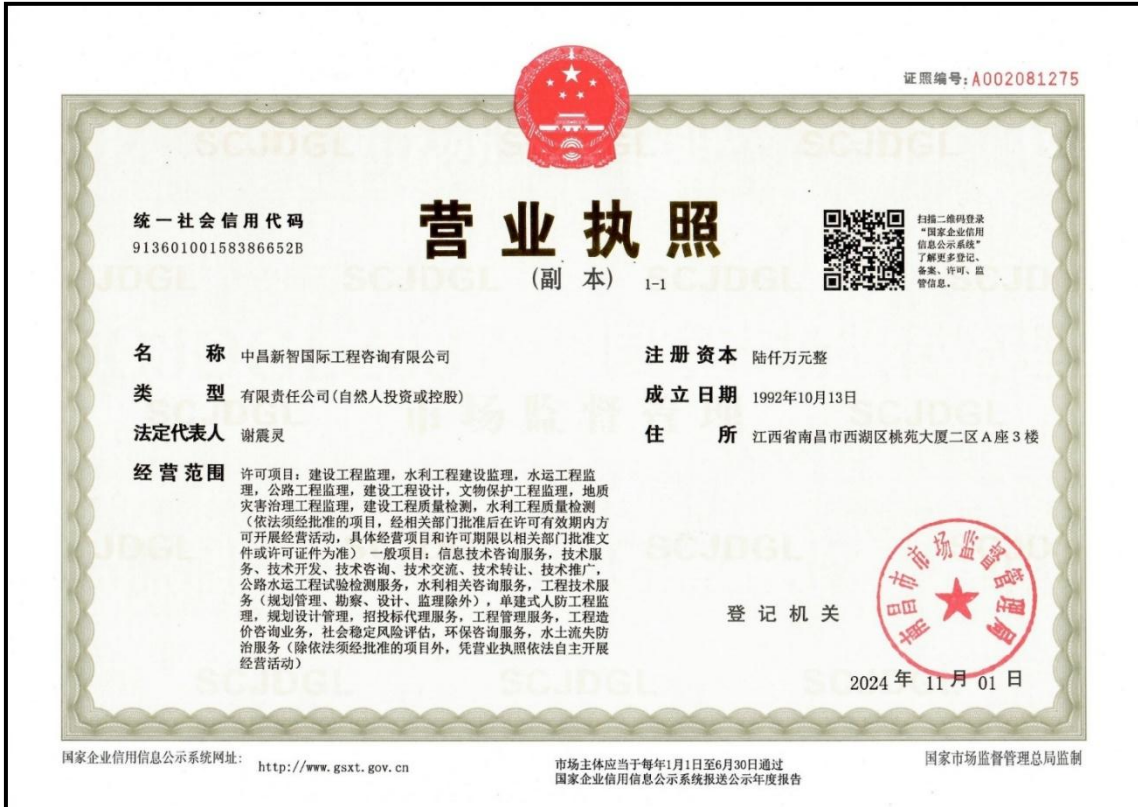 证照编号:A002081275
统一社会信用代码
91360100158386652B
营业执照
(副 本) 1-1
扫描二维码登录
“国家企业信用
信息公示系统”
了解更多登记、
备案、许可、监
管信息。
名 称 中昌新智国际工程咨询有限公司
类 型 有限责任公司(自然人投资或控股)
法定代表人 谢震灵
经营范围 许可项目：建设工程监理，水利工程建设监理，水运工程监
理，公路工程监理，建设工程设计，文物保护工程监理，地质
灾害治理工程监理，建设工程质量检测，水利工程质量检测
（依法须经批准的项目，经相关部门批准后在许可有效期内方
可开展经营活动，具体经营项目和许可期限以相关部门批准文
件或许可证件为准） 一般项目：信息技术咨询服务，技术服
务、技术开发、技术咨询、技术交流、技术转让、技术推广，
公路水运工程试验检测服务，水利相关咨询服务，工程技术服
务（规划管理、勘察、设计、监理除外），单建式人防工程监
理，规划设计管理，招投标代理服务，工程管理服务，工程造
价咨询业务，社会稳定风险评估，环保咨询服务，水土流失防
治服务（除依法须经批准的项目外，凭营业执照依法自主开展
经营活动）
注册资本 陆仟万元整
成立日期 1992年10月13日
住 所 江西省南昌市西湖区桃苑大厦二区A座3楼
登记机关
南昌市市场监督管理局
2024 年 11 月 01 日
SCJDGL
市场监督管理
国家企业信用信息公示系统网址: http://www.gsxt.gov.cn
市场主体应当于每年1月1日至6月30日通过
国家企业信用信息公示系统报送公示年度报告
国家市场监督管理总局监制